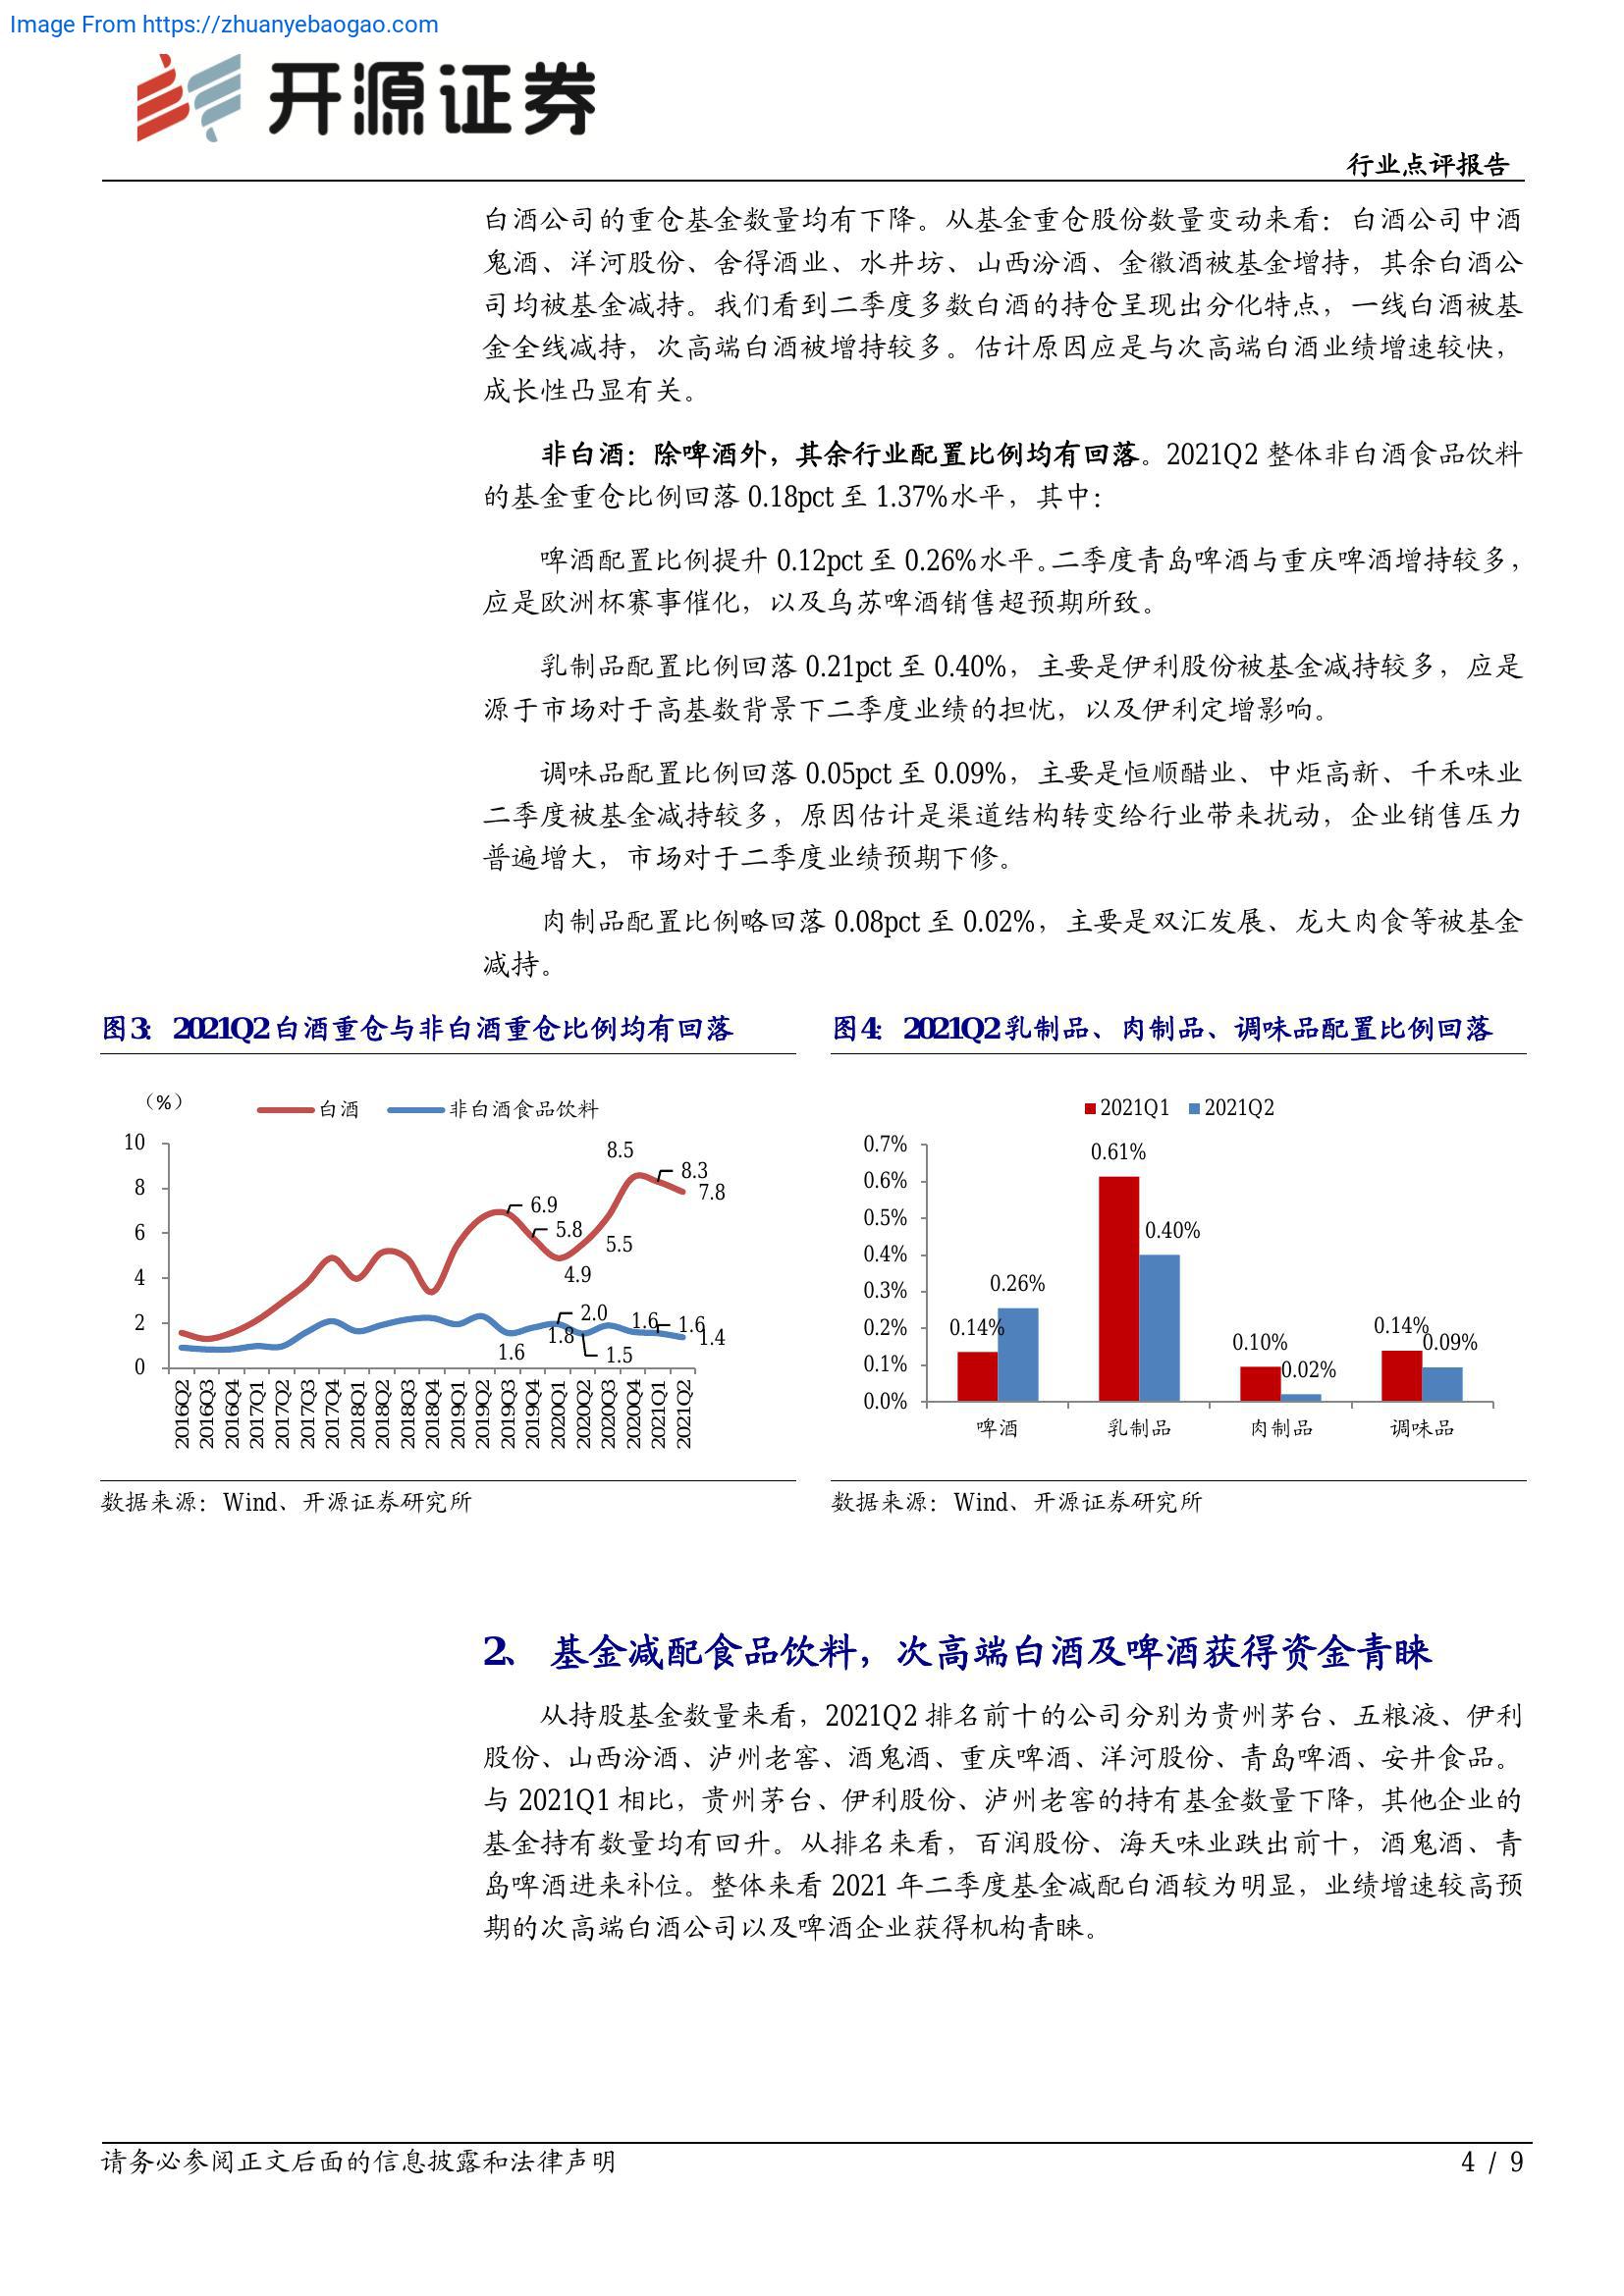 Image From https://zhuanyebaogao.com
开源证券
行业点评报告
白酒公司的重仓基金数量均有下降。从基金重仓股份数量变动来看：白酒公司中酒
鬼酒、洋河股份、舍得酒业、水井坊、山西汾酒、金徽酒被基金增持，其余白酒公
司均被基金减持。我们看到二季度多数白酒的持仓呈现出分化特点，一线白酒被基
金全线减持，次高端白酒被增持较多。估计原因应是与次高端白酒业绩增速较快，
成长性凸显有关。
非白酒：除啤酒外，其余行业配置比例均有回落。2021Q2 整体非白酒食品饮料
的基金重仓比例回落 0.18pct 至 1.37%水平，其中：
啤酒配置比例提升 0.12pct 至 0.26%水平。二季度青岛啤酒与重庆啤酒增持较多，
应是欧洲杯赛事催化，以及乌苏啤酒销售超预期所致。
乳制品配置比例回落 0.21pct 至 0.40%，主要是伊利股份被基金减持较多，应是
源于市场对于高基数背景下二季度业绩的担忧，以及伊利定增影响。
调味品配置比例回落 0.05pct 至 0.09%，主要是恒顺醋业、中炬高新、千禾味业
二季度被基金减持较多，原因估计是渠道结构转变给行业带来扰动，企业销售压力
普遍增大，市场对于二季度业绩预期下修。
肉制品配置比例略回落 0.08pct 至 0.02%，主要是双汇发展、龙大肉食等被基金
减持。
图3：2021Q2 白酒重仓与非白酒重仓比例均有回落
（%）
白酒 非白酒食品饮料
10
8
6
4
2
0
8.5
8.3
7.8
6.9
5.8
5.5
4.9
2.0
1.6
1.6
1.8
1.4
1.6
1.5
2016Q2 2016Q3 2016Q4 2017Q1 2017Q2 2017Q3 2017Q4 2018Q1 2018Q2 2018Q3 2018Q4 2019Q1 2019Q2 2019Q3 2019Q4 2020Q1 2020Q2 2020Q3 2020Q4 2021Q1 2021Q2
数据来源：Wind、开源证券研究所
图4：2021Q2 乳制品、肉制品、调味品配置比例回落
2021Q1 2021Q2
0.7%
0.6%
0.5%
0.4%
0.3%
0.2%
0.1%
0.0%
0.14%
0.26%
0.61%
0.40%
0.10%
0.02%
0.14%
0.09%
啤酒 乳制品 肉制品 调味品
数据来源：Wind、开源证券研究所
2、 基金减配食品饮料，次高端白酒及啤酒获得资金青睐
从持股基金数量来看，2021Q2 排名前十的公司分别为贵州茅台、五粮液、伊利
股份、山西汾酒、泸州老窖、酒鬼酒、重庆啤酒、洋河股份、青岛啤酒、安井食品。
与 2021Q1 相比，贵州茅台、伊利股份、泸州老窖的持有基金数量下降，其他企业的
基金持有数量均有回升。从排名来看，百润股份、海天味业跌出前十，酒鬼酒、青
岛啤酒进来补位。整体来看 2021 年二季度基金减配白酒较为明显，业绩增速较高预
期的次高端白酒公司以及啤酒企业获得机构青睐。
请务必参阅正文后面的信息披露和法律声明
4 / 9